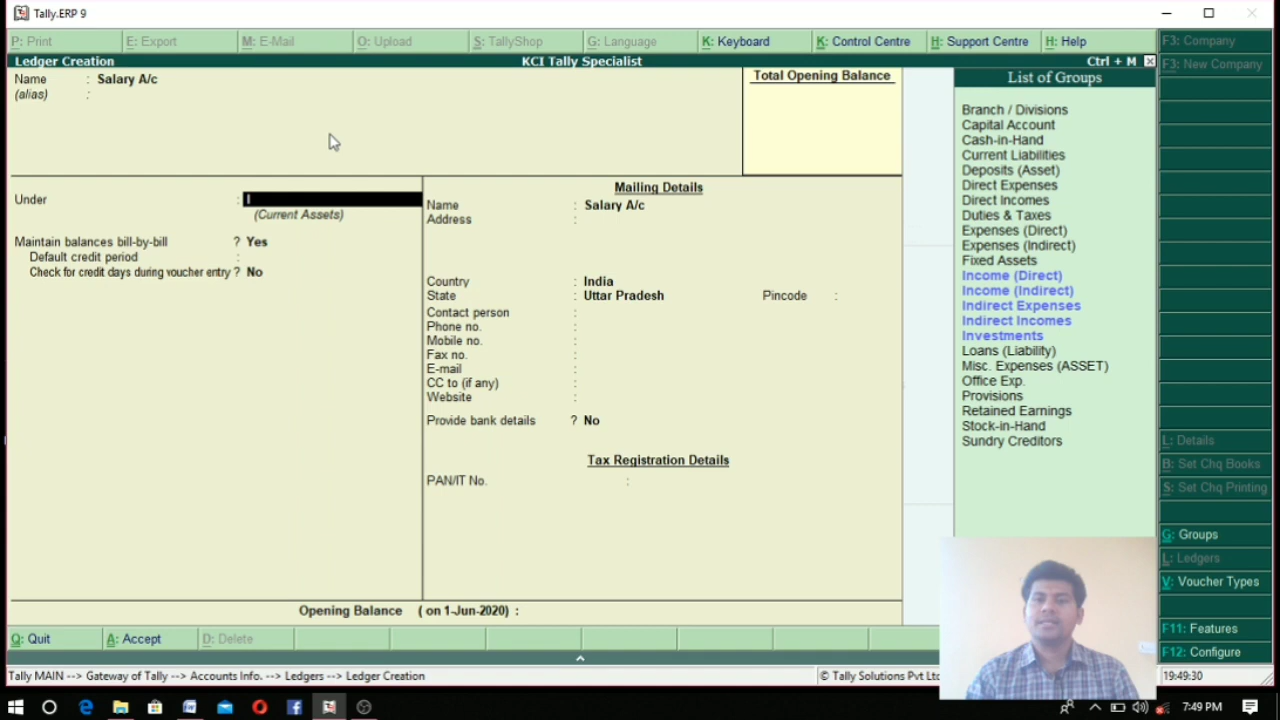 Tally.ERP 9
P: Print
E: Export
M: E-Mail
O: Upload
S: TallyShop
G: Language
K: Keyboard
K: Control Centre
H: Support Centre
H: Help
F3: Company
F3: New Company
Ledger Creation
KCI Tally Specialist
Ctrl + M
Name : Salary A/c
(alias) :
Total Opening Balance
Under : I
(Current Assets)
Maintain balances bill-by-bill ? Yes
Default credit period :
Check for credit days during voucher entry ? No
Mailing Details
Name : Salary A/c
Address :
Country : India
State : Uttar Pradesh
Pincode :
Contact person :
Phone no. :
Mobile no. :
Fax no. :
E-mail :
CC to (if any) :
Website :
Provide bank details ? No
Tax Registration Details
PAN/IT No. :
Opening Balance ( on 1-Jun-2020) :
List of Groups
Branch / Divisions
Capital Account
Cash-in-Hand
Current Liabilities
Deposits (Asset)
Direct Expenses
Direct Incomes
Duties & Taxes
Expenses (Direct)
Expenses (Indirect)
Fixed Assets
Income (Direct)
Income (Indirect)
Indirect Expenses
Indirect Incomes
Investments
Loans (Liability)
Misc. Expenses (ASSET)
Office Exp.
Provisions
Retained Earnings
Stock-in-Hand
Sundry Creditors
L: Details
B: Set Chq Books
S: Set Chq Printing
G: Groups
L: Ledgers
V: Voucher Types
F11: Features
F12: Configure
Q: Quit
A: Accept
D: Delete
Tally MAIN --> Gateway of Tally --> Accounts Info. --> Ledgers --> Ledger Creation
© Tally Solutions Pvt Ltd
19:49:30
7:49 PM